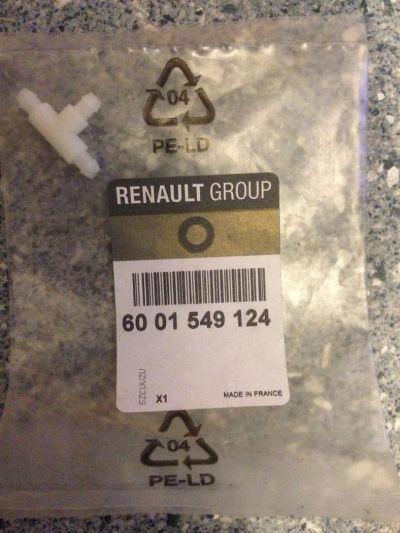 04
PE-LD
RENAULT GROUP
60 01 549 124
X1
MADE IN FRANCE
04
PE-LD